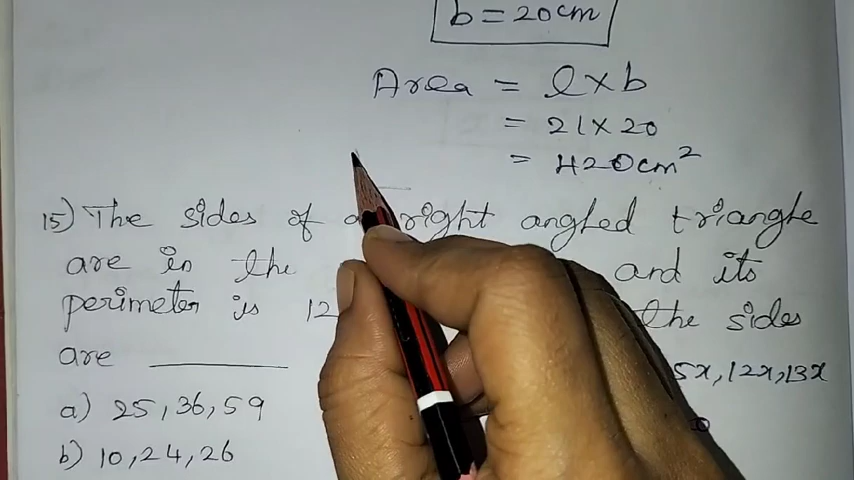 b = 20cm
Area = l × b
= 21 × 20
= 420cm²
15) The sides of a right angled triangle
are in the and its
perimeter is 12 the sides
are ________
5x, 12x, 13x
a) 25, 36, 59
b) 10, 24, 26